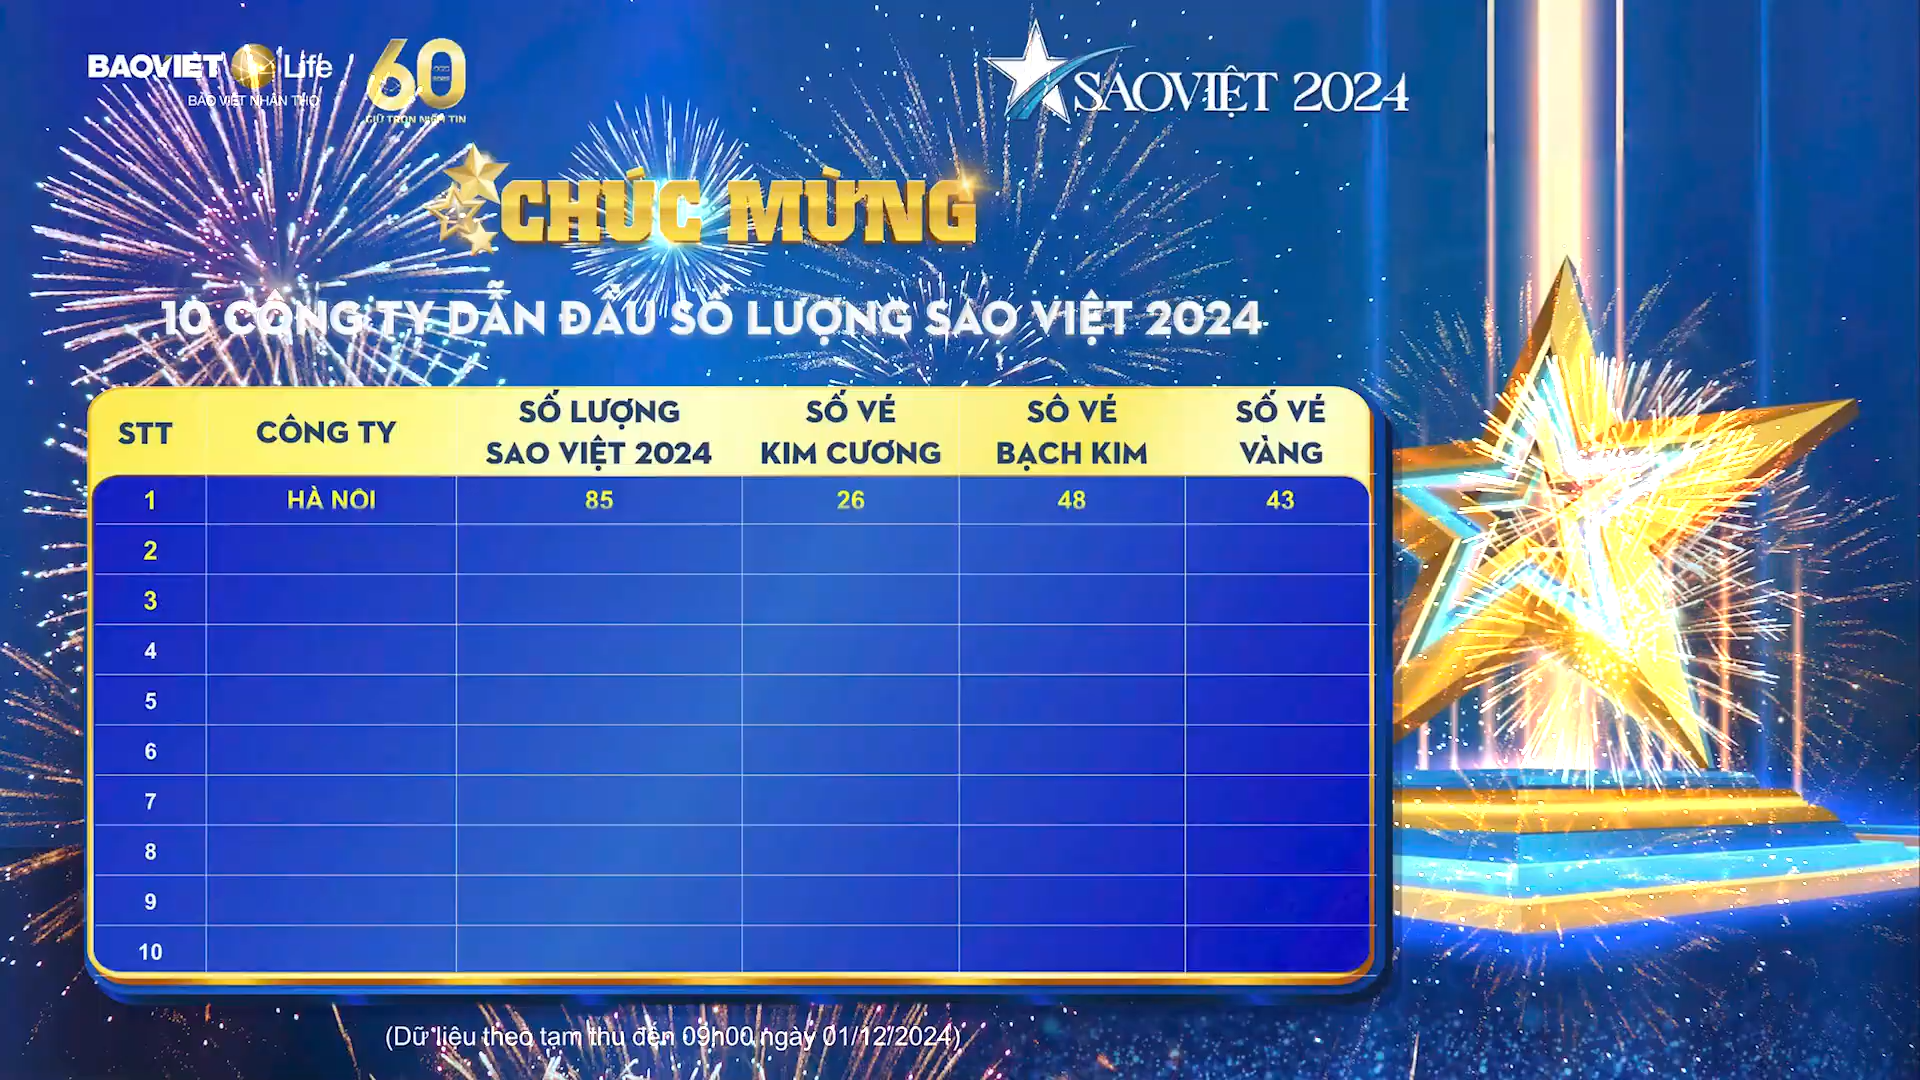 BAOVIET Life
BẢO VIỆT NHÂN THỌ
60
GIỮ TRỌN NIỀM TIN
SAOVIỆT 2024
CHÚC MỪNG
10 CÔNG TY DẪN ĐẦU SỐ LƯỢNG SAO VIỆT 2024
STT CÔNG TY SỐ LƯỢNG SAO VIỆT 2024 SỐ VÉ KIM CƯƠNG SÔ VÉ BẠCH KIM SỐ VÉ VÀNG
1 HÀ NÔI 85 26 48 43
2
3
4
5
6
7
8
9
10
(Dữ liệu theo tạm thu đến 09h00 ngày 01/12/2024)